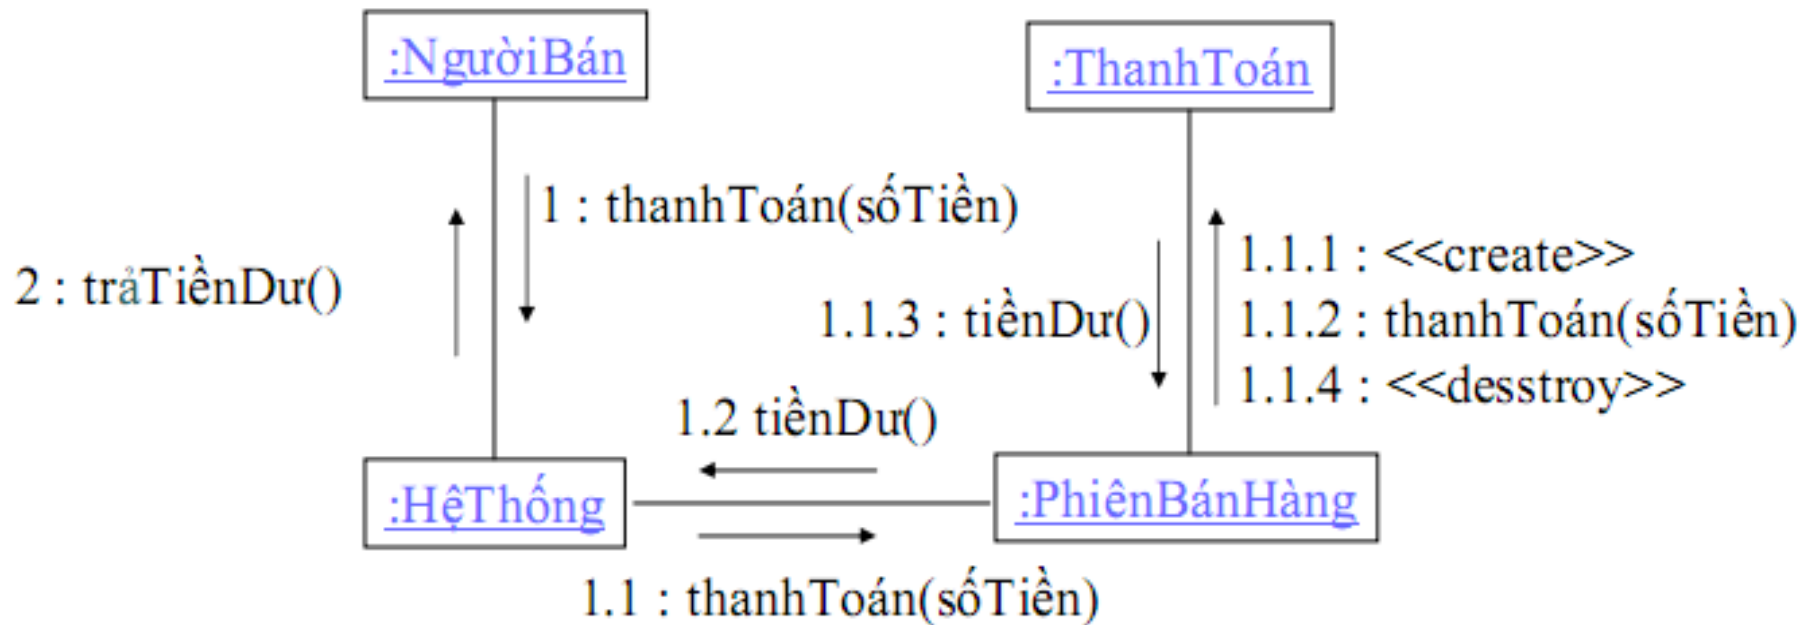 :NgườiBán
:ThanhToán
1 : thanhToán(sốTiền)
2 : trảTiềnDư()
1.1.1 : <<create>>
1.1.3 : tiềnDư()
1.1.2 : thanhToán(sốTiền)
1.1.4 : <<desstroy>>
1.2 tiềnDư()
:HệThống
:PhiênBánHàng
1.1 : thanhToán(sốTiền)